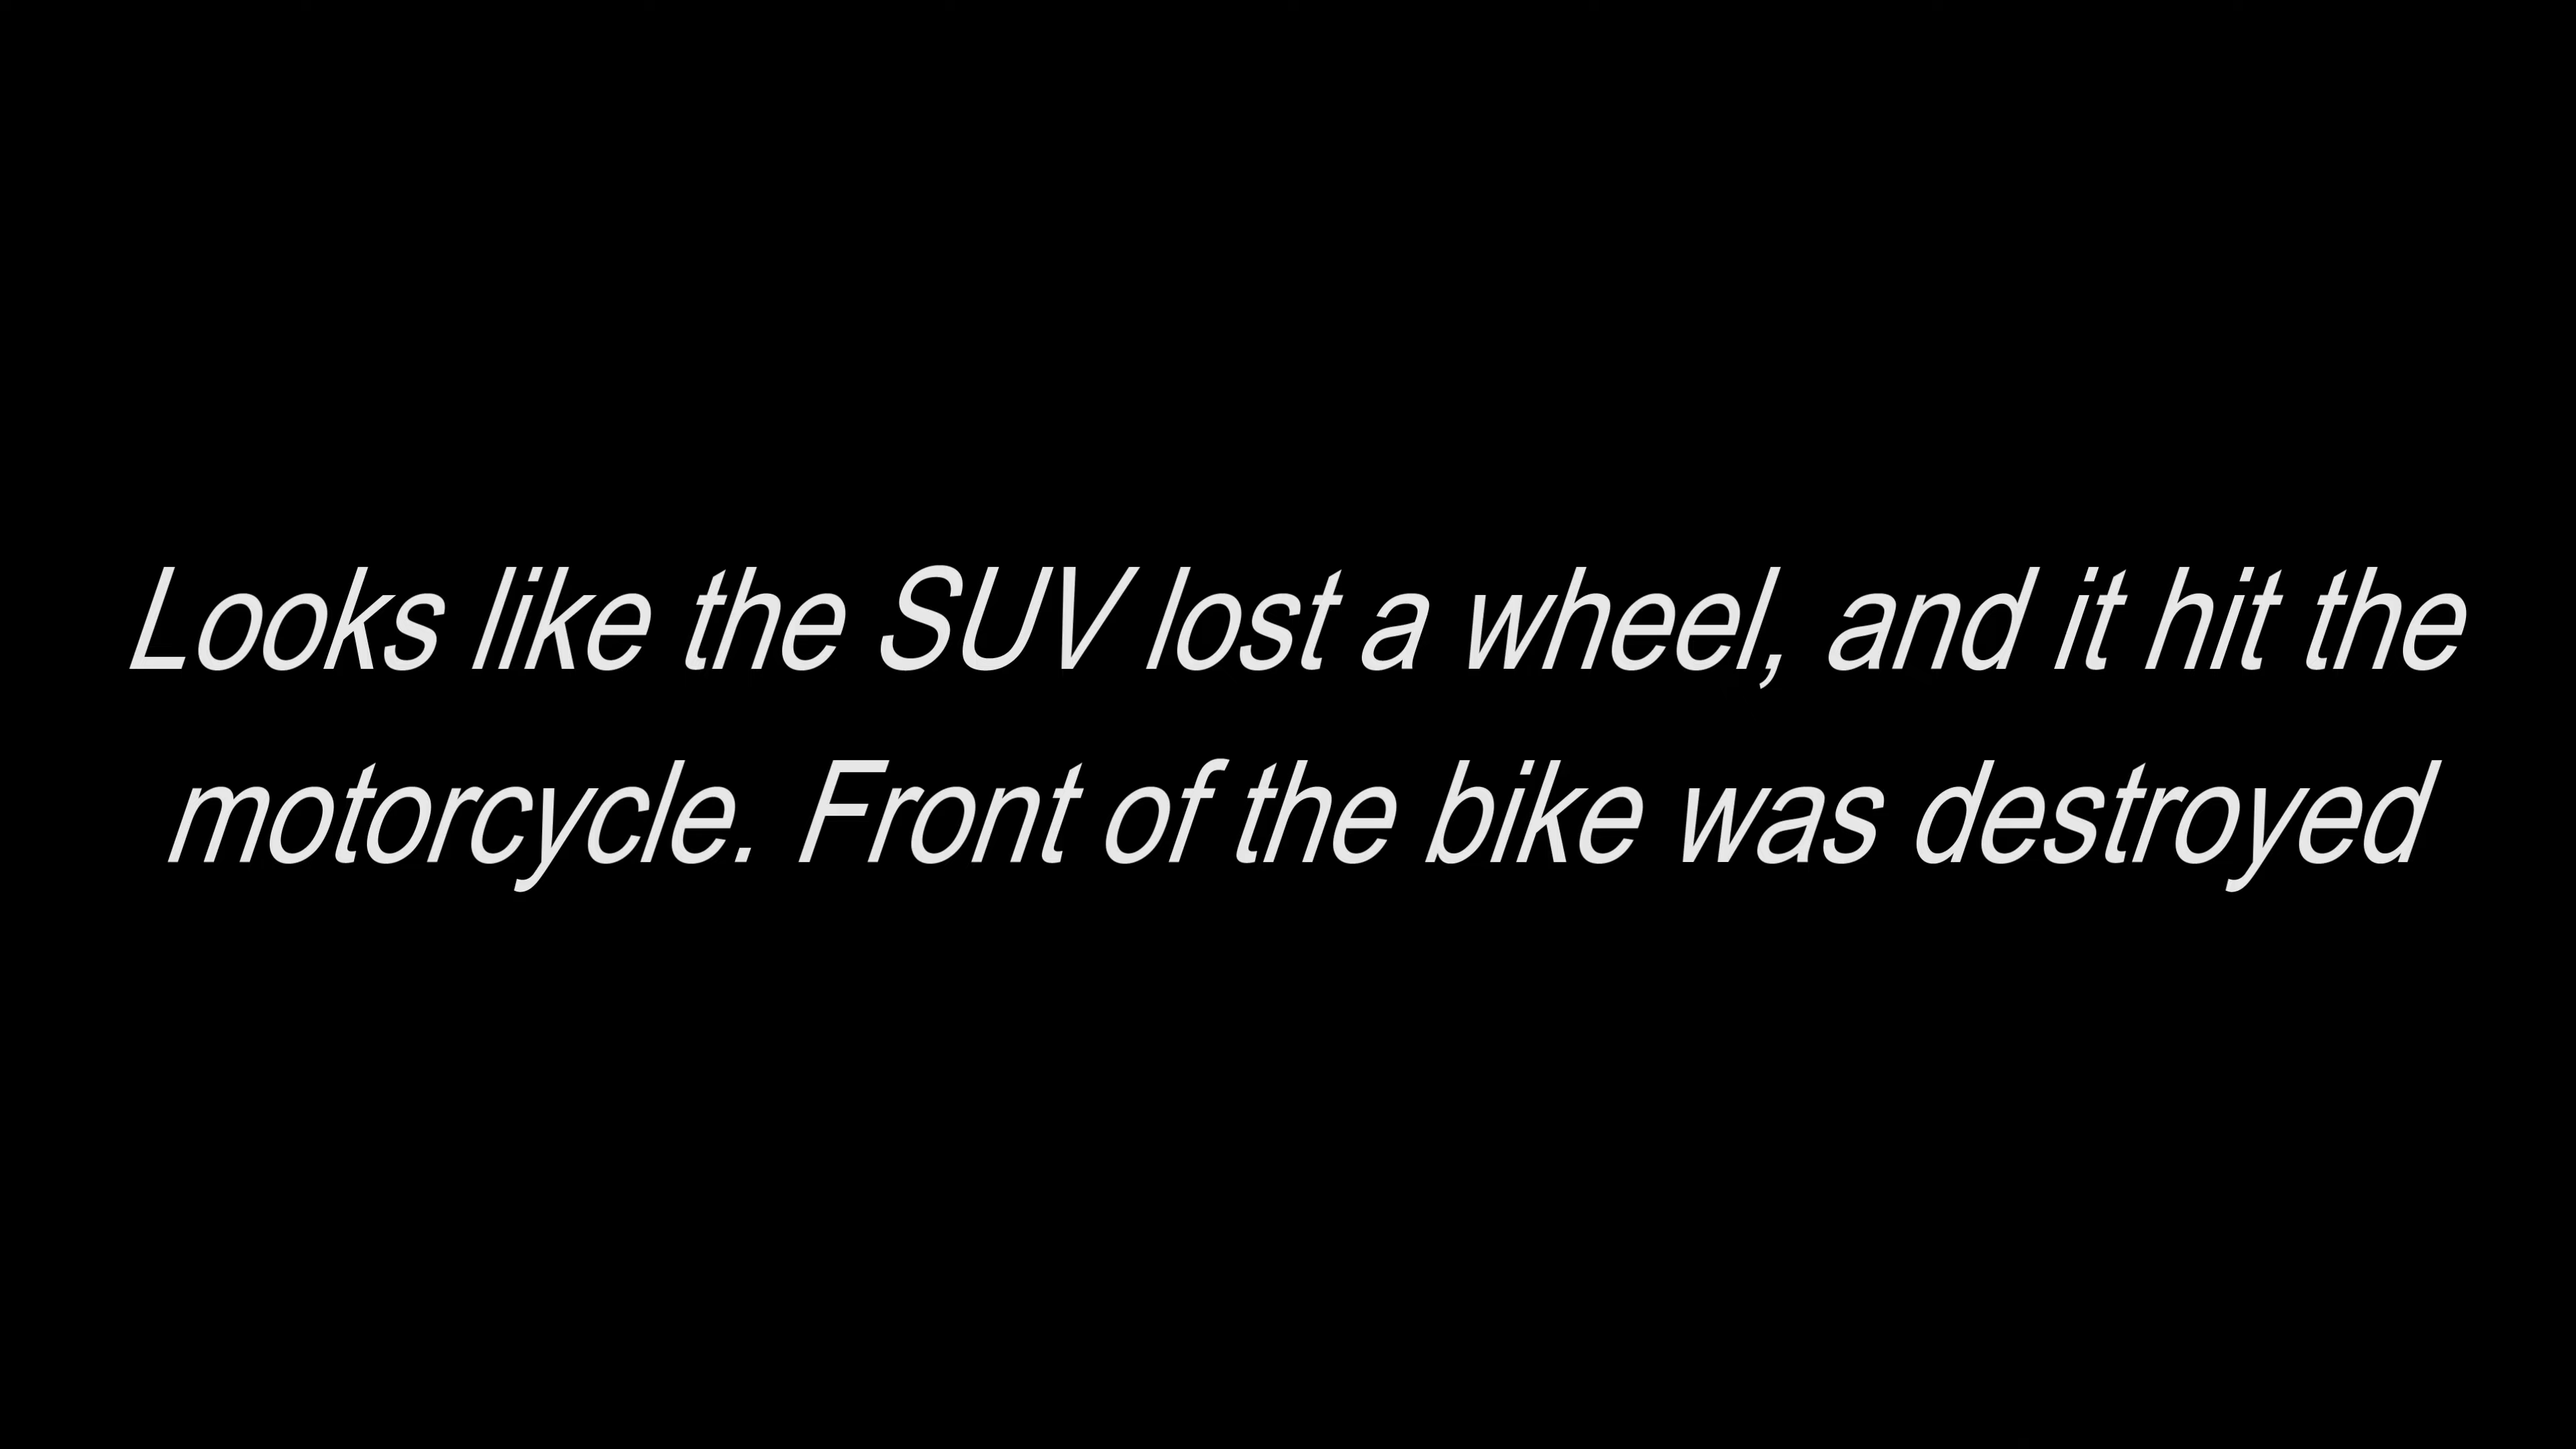 Looks like the SUV lost a wheel, and it hit the
motorcycle. Front of the bike was destroyed